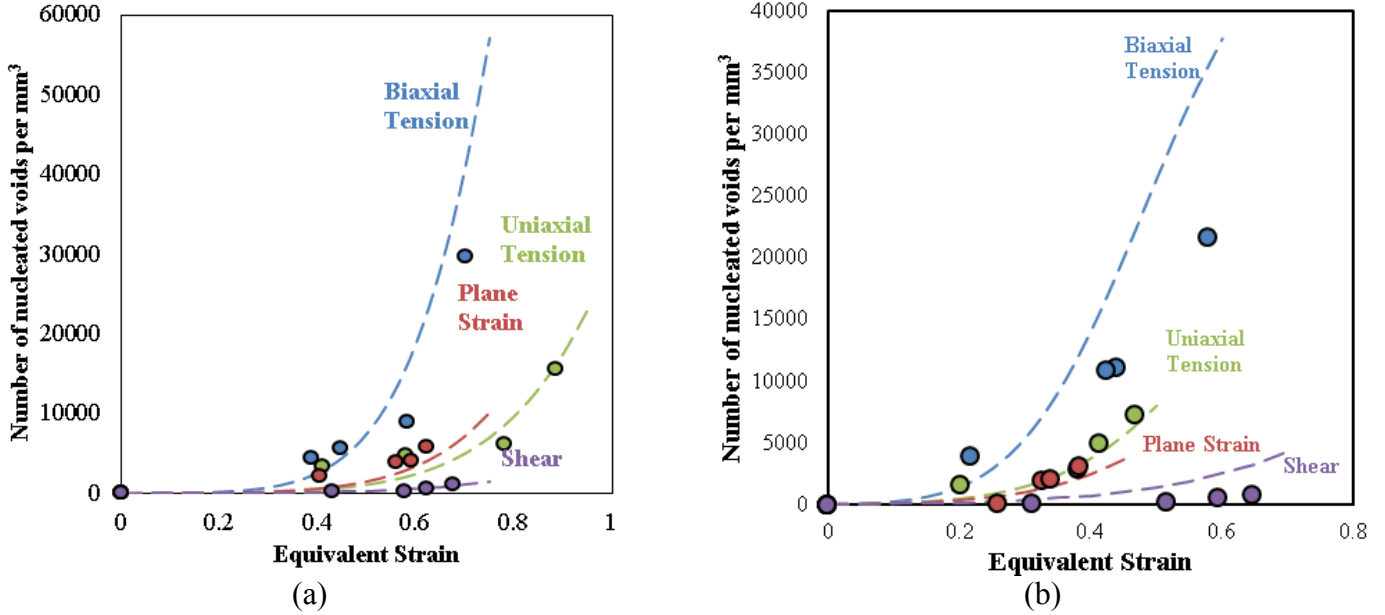 60000
50000
40000
30000
20000
10000
0
Number of nucleated voids per mm³
Biaxial
Tension
Uniaxial
Tension
Plane
Strain
Shear
0 0.2 0.4 0.6 0.8 1
Equivalent Strain
(a)
40000
35000
30000
25000
20000
15000
10000
5000
0
Number of nucleated voids per mm³
Biaxial
Tension
Uniaxial
Tension
Plane Strain
Shear
0 0.2 0.4 0.6 0.8
Equivalent Strain
(b)